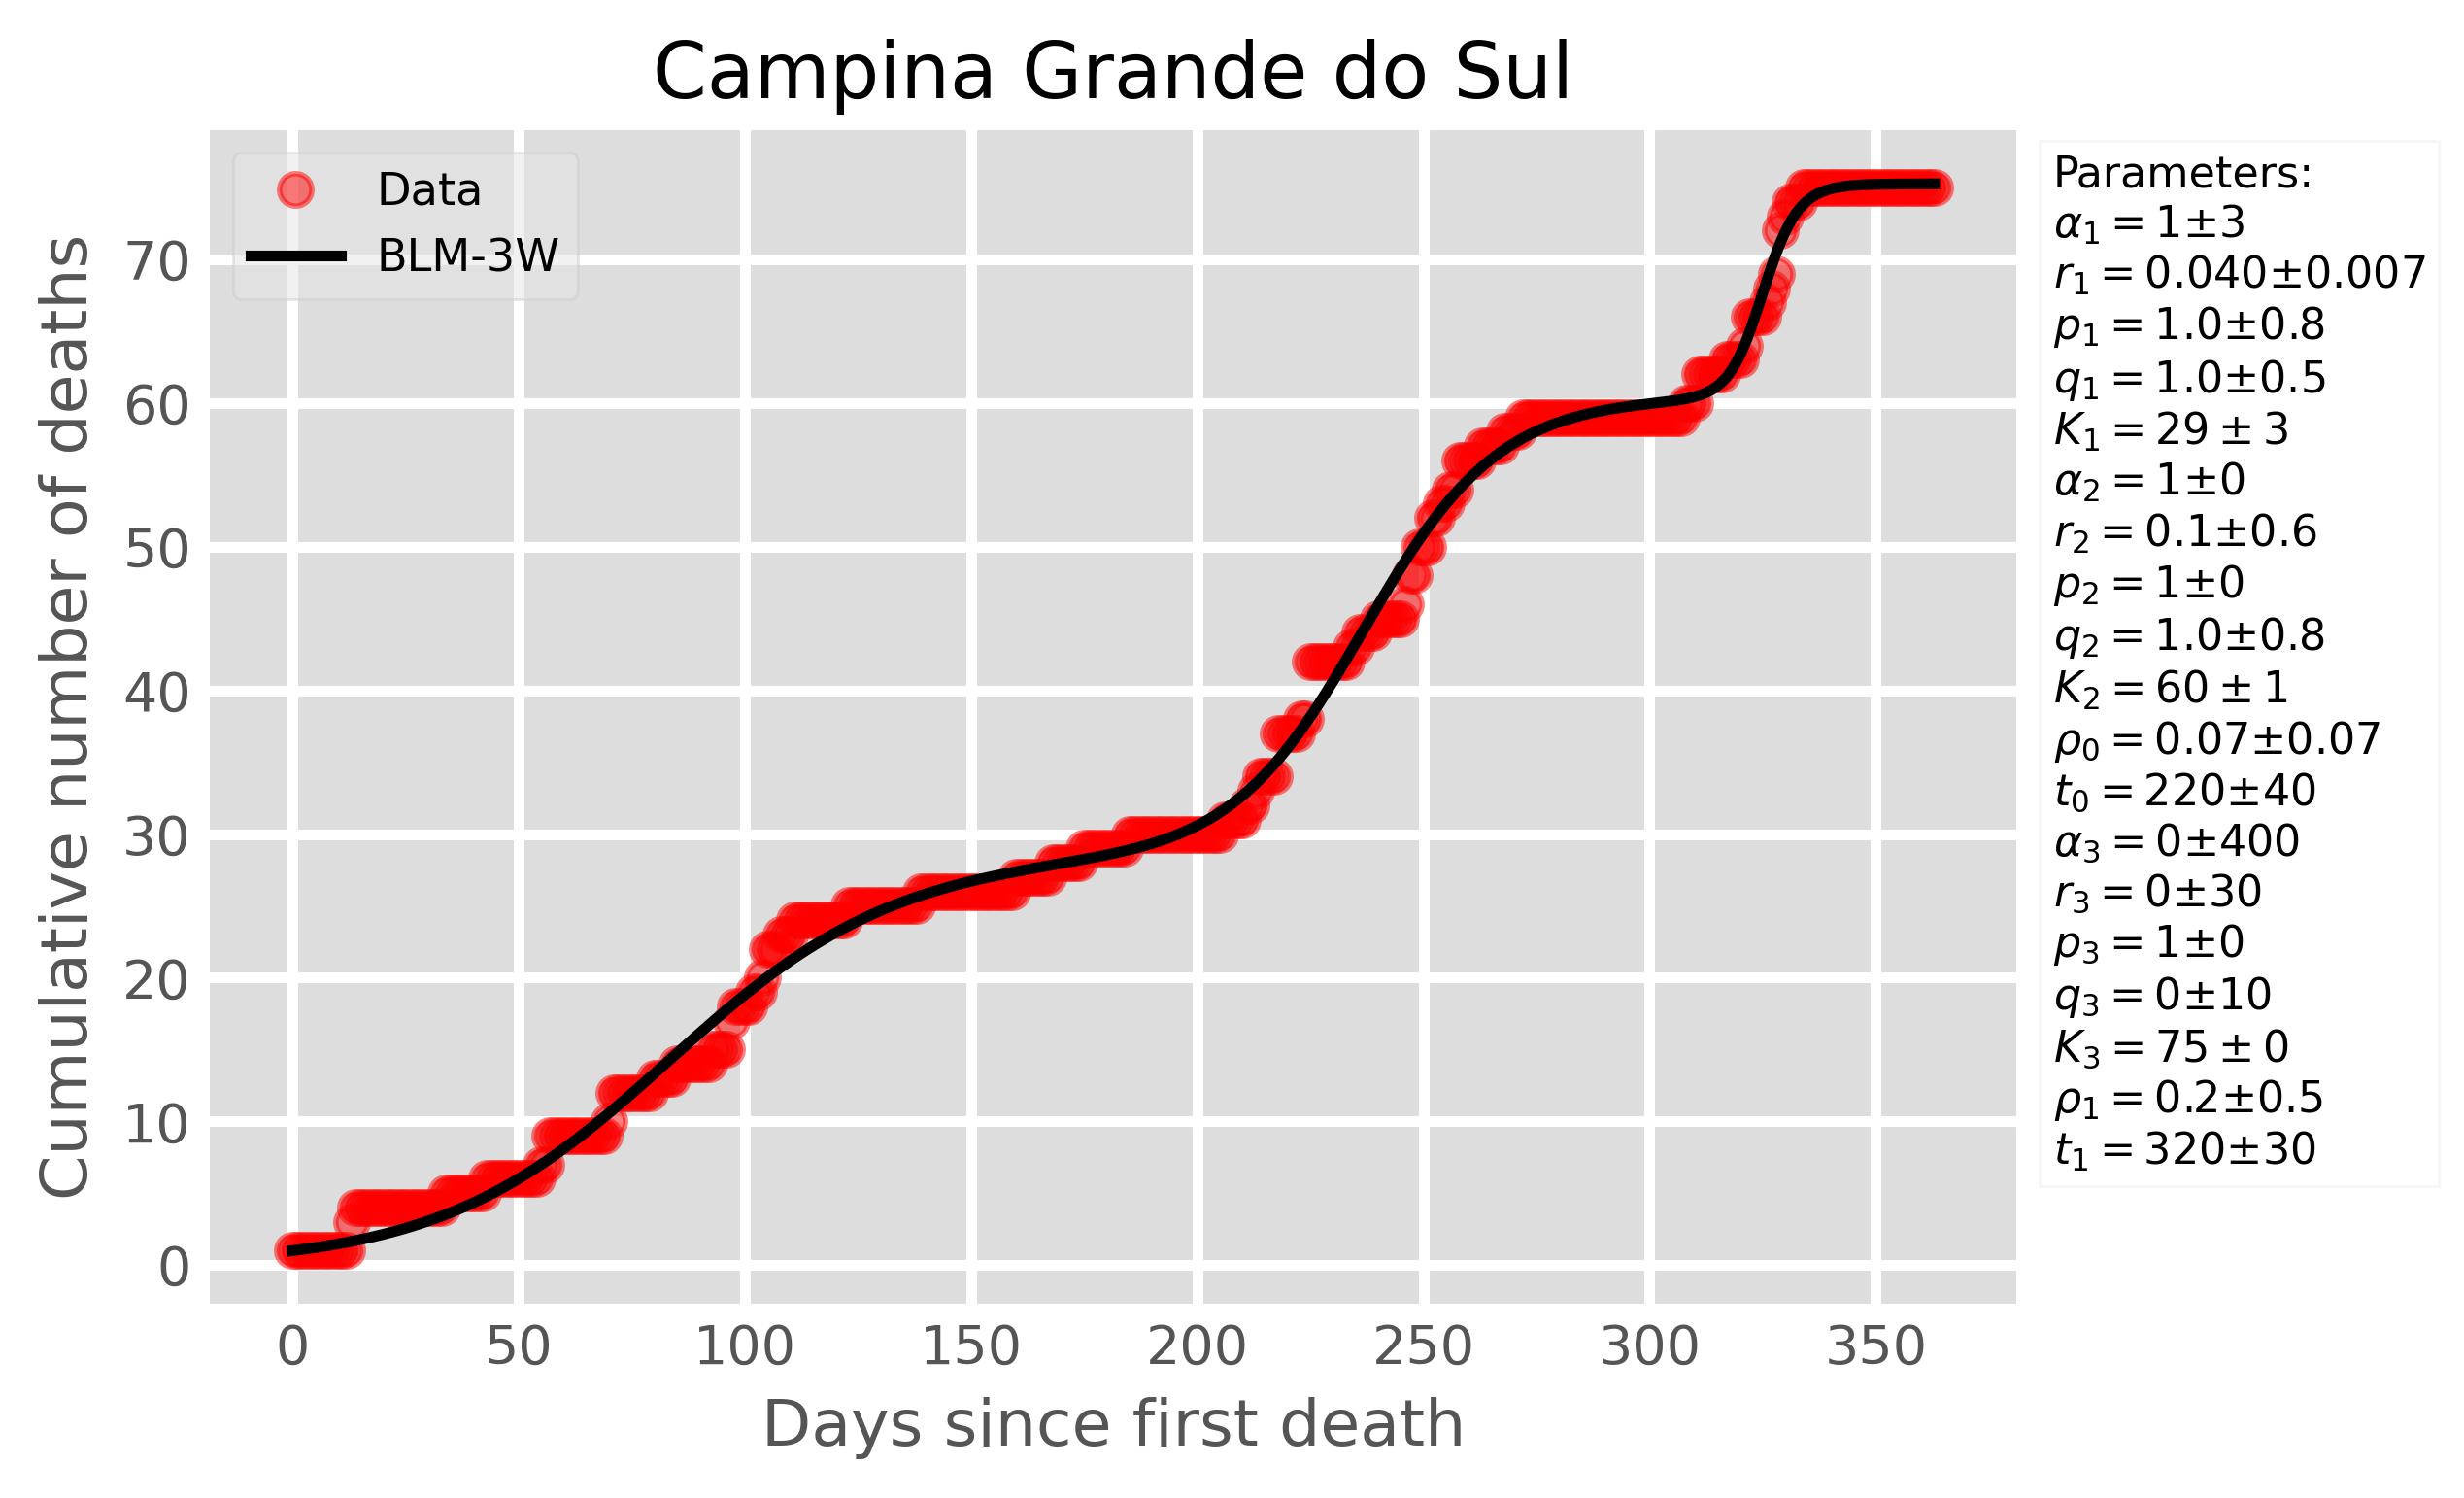 Campina Grande do Sul
Data
BLM-3W
Cumulative number of deaths
70
60
50
40
30
20
10
0
0 50 100 150 200 250 300 350
Days since first death
Parameters:
α₁ = 1±3
r₁ = 0.040±0.007
p₁ = 1.0±0.8
q₁ = 1.0±0.5
K₁ = 29 ± 3
α₂ = 1±0
r₂ = 0.1±0.6
p₂ = 1±0
q₂ = 1.0±0.8
K₂ = 60 ± 1
ρ₀ = 0.07±0.07
t₀ = 220±40
α₃ = 0±400
r₃ = 0±30
p₃ = 1±0
q₃ = 0±10
K₃ = 75 ± 0
ρ₁ = 0.2±0.5
t₁ = 320±30